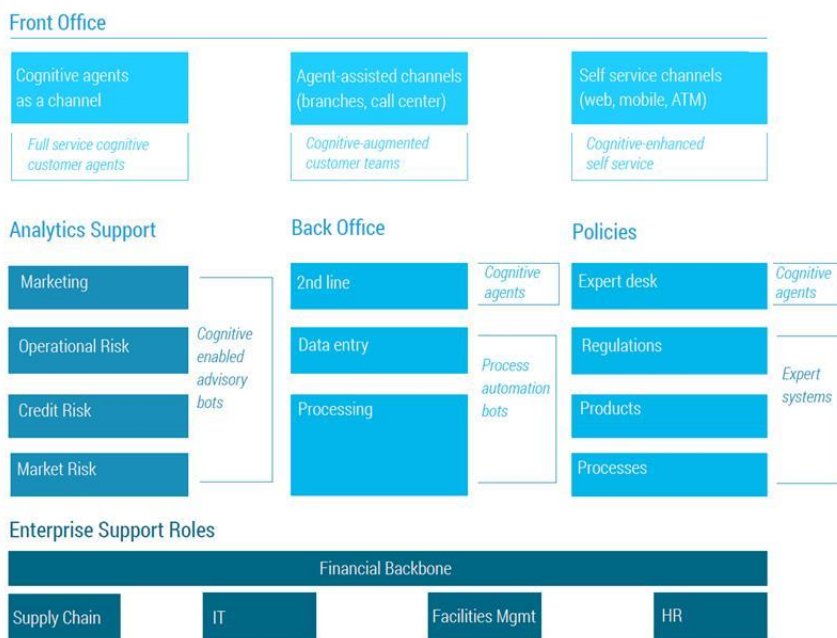 Front Office
Cognitive agents
as a channel
Agent-assisted channels
(branches, call center)
Self service channels
(web, mobile, ATM)
Full service cognitive
customer agents
Cognitive-augmented
customer teams
Cognitive-enhanced
self service
Analytics Support
Marketing
Operational Risk
Credit Risk
Market Risk
Cognitive
enabled
advisory
bots
Back Office
2nd line
Cognitive
agents
Data entry
Processing
Process
automation
bots
Policies
Expert desk
Cognitive
agents
Regulations
Products
Processes
Expert
systems
Enterprise Support Roles
Financial Backbone
Supply Chain
IT
Facilities Mgmt
HR